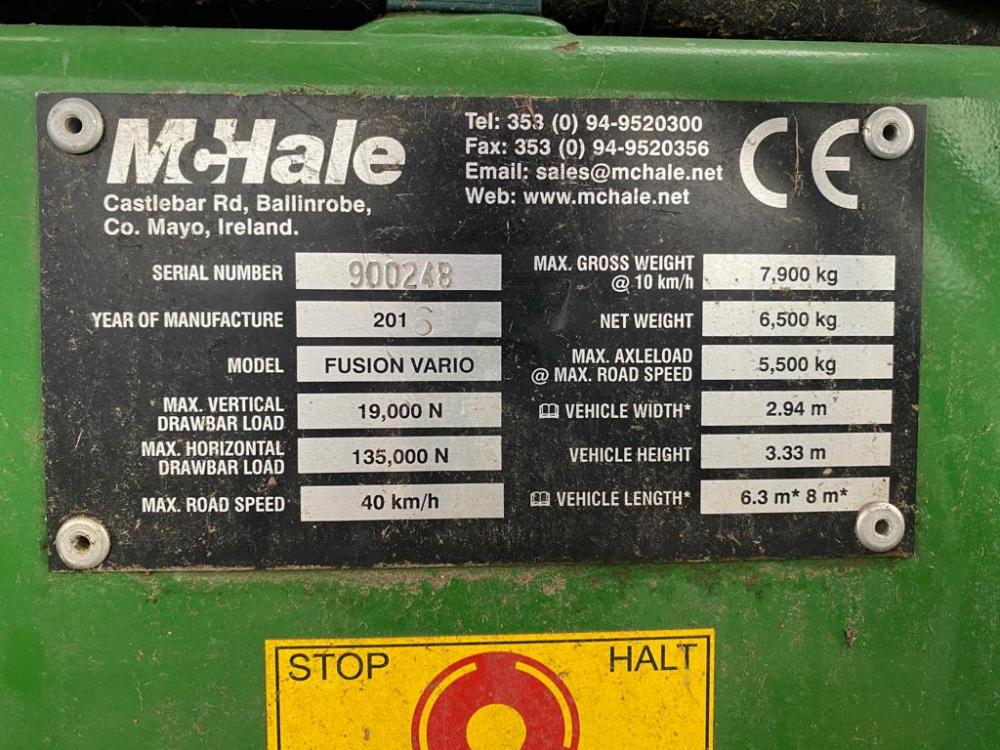 McHale
Castlebar Rd, Ballinrobe,
Co. Mayo, Ireland.
Tel: 353 (0) 94-9520300
Fax: 353 (0) 94-9520356
Email: sales@mchale.net
Web: www.mchale.net
CE
SERIAL NUMBER 900248
YEAR OF MANUFACTURE 2016
MODEL FUSION VARIO
MAX. VERTICAL
DRAWBAR LOAD 19,000 N
MAX. HORIZONTAL
DRAWBAR LOAD 135,000 N
MAX. ROAD SPEED 40 km/h
MAX. GROSS WEIGHT
@ 10 km/h 7,900 kg
NET WEIGHT 6,500 kg
MAX. AXLELOAD
@ MAX. ROAD SPEED 5,500 kg
VEHICLE WIDTH* 2.94 m
VEHICLE HEIGHT 3.33 m
VEHICLE LENGTH* 6.3 m* 8 m*
STOP HALT